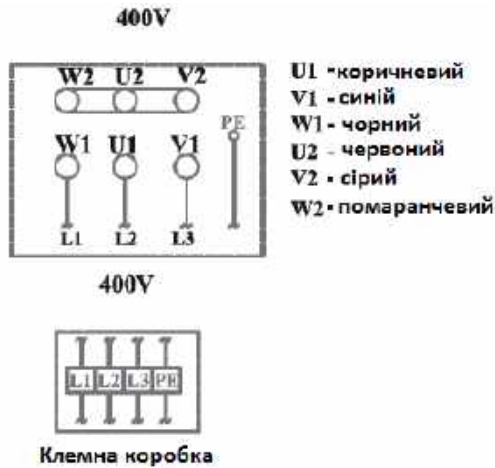 400V
W2 U2 V2
PE
W1 U1 V1
L1 L2 L3
U1 - коричневий
V1 - синій
W1 - чорний
U2 - червоний
V2 - сірий
W2 - помаранчевий
400V
L1 L2 L3 PE
Клемна коробка